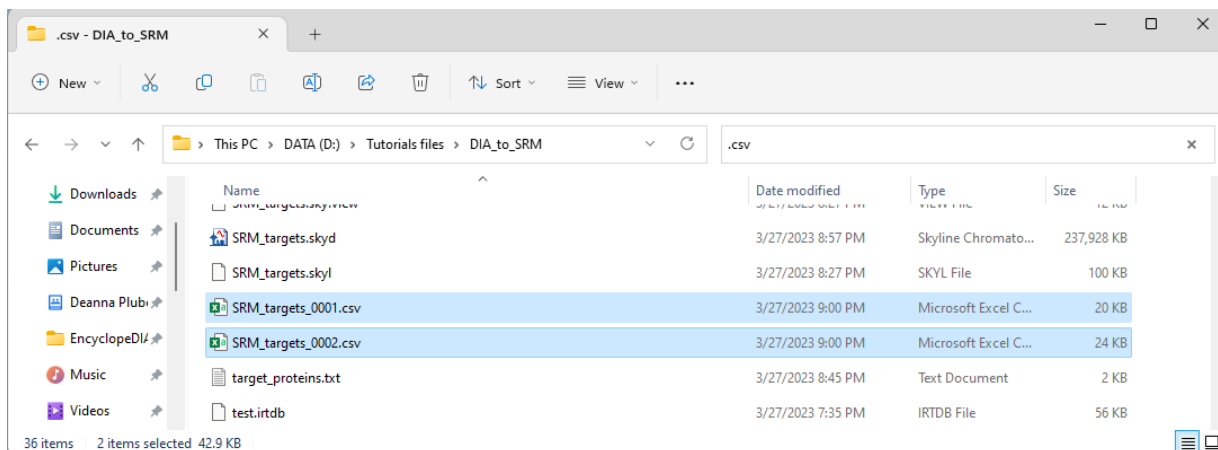 .csv - DIA_to_SRM
New Sort View
This PC > DATA (D:) > Tutorials files > DIA_to_SRM .csv
Name Date modified Type Size
Downloads
Documents SRM_targets.skyd 3/27/2023 8:57 PM Skyline Chromato... 237,928 KB
Pictures SRM_targets.skyl 3/27/2023 8:27 PM SKYL File 100 KB
Deanna SRM_targets_0001.csv 3/27/2023 9:00 PM Microsoft Excel C... 20 KB
SRM_targets_0002.csv 3/27/2023 9:00 PM Microsoft Excel C... 24 KB
Music target_proteins.txt 3/27/2023 8:45 PM Text Document 2 KB
Videos test.irtdb 3/27/2023 7:35 PM IRTDB File 56 KB
36 items 2 items selected 42.9 KB